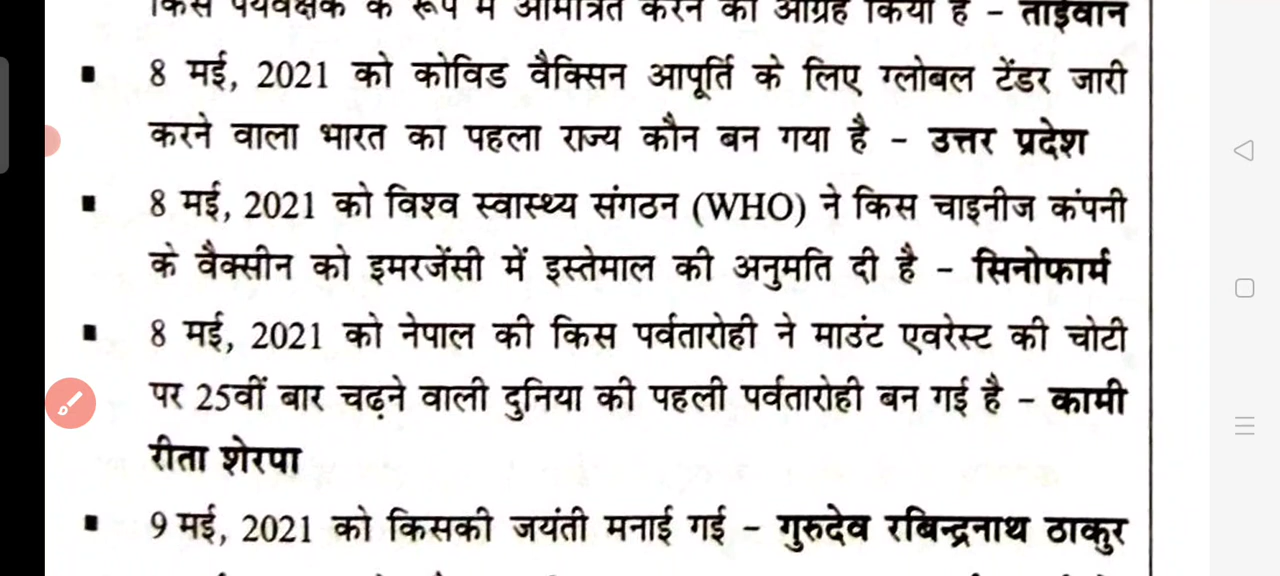 किस पर्यवेक्षक के रूप में आमंत्रित करने का आग्रह किया है – ताईवान
▪ 8 मई, 2021 को कोविड वैक्सिन आपूर्ति के लिए ग्लोबल टेंडर जारी
करने वाला भारत का पहला राज्य कौन बन गया है – उत्तर प्रदेश
▪ 8 मई, 2021 को विश्व स्वास्थ्य संगठन (WHO) ने किस चाइनीज कंपनी
के वैक्सीन को इमरजेंसी में इस्तेमाल की अनुमति दी है – सिनोफार्म
▪ 8 मई, 2021 को नेपाल की किस पर्वतारोही ने माउंट एवरेस्ट की चोटी
पर 25वीं बार चढ़ने वाली दुनिया की पहली पर्वतारोही बन गई है – कामी
रीता शेरपा
▪ 9 मई, 2021 को किसकी जयंती मनाई गई – गुरुदेव रबिन्द्रनाथ ठाकुर